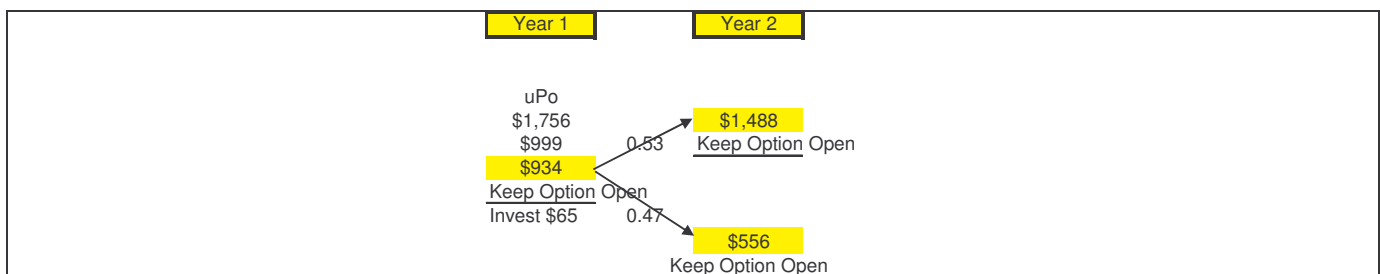 Year 1 Year 2
uPo
$1,756 $1,488
$999 0.53 Keep Option Open
$934
Keep Option Open
Invest $65 0.47
$556
Keep Option Open